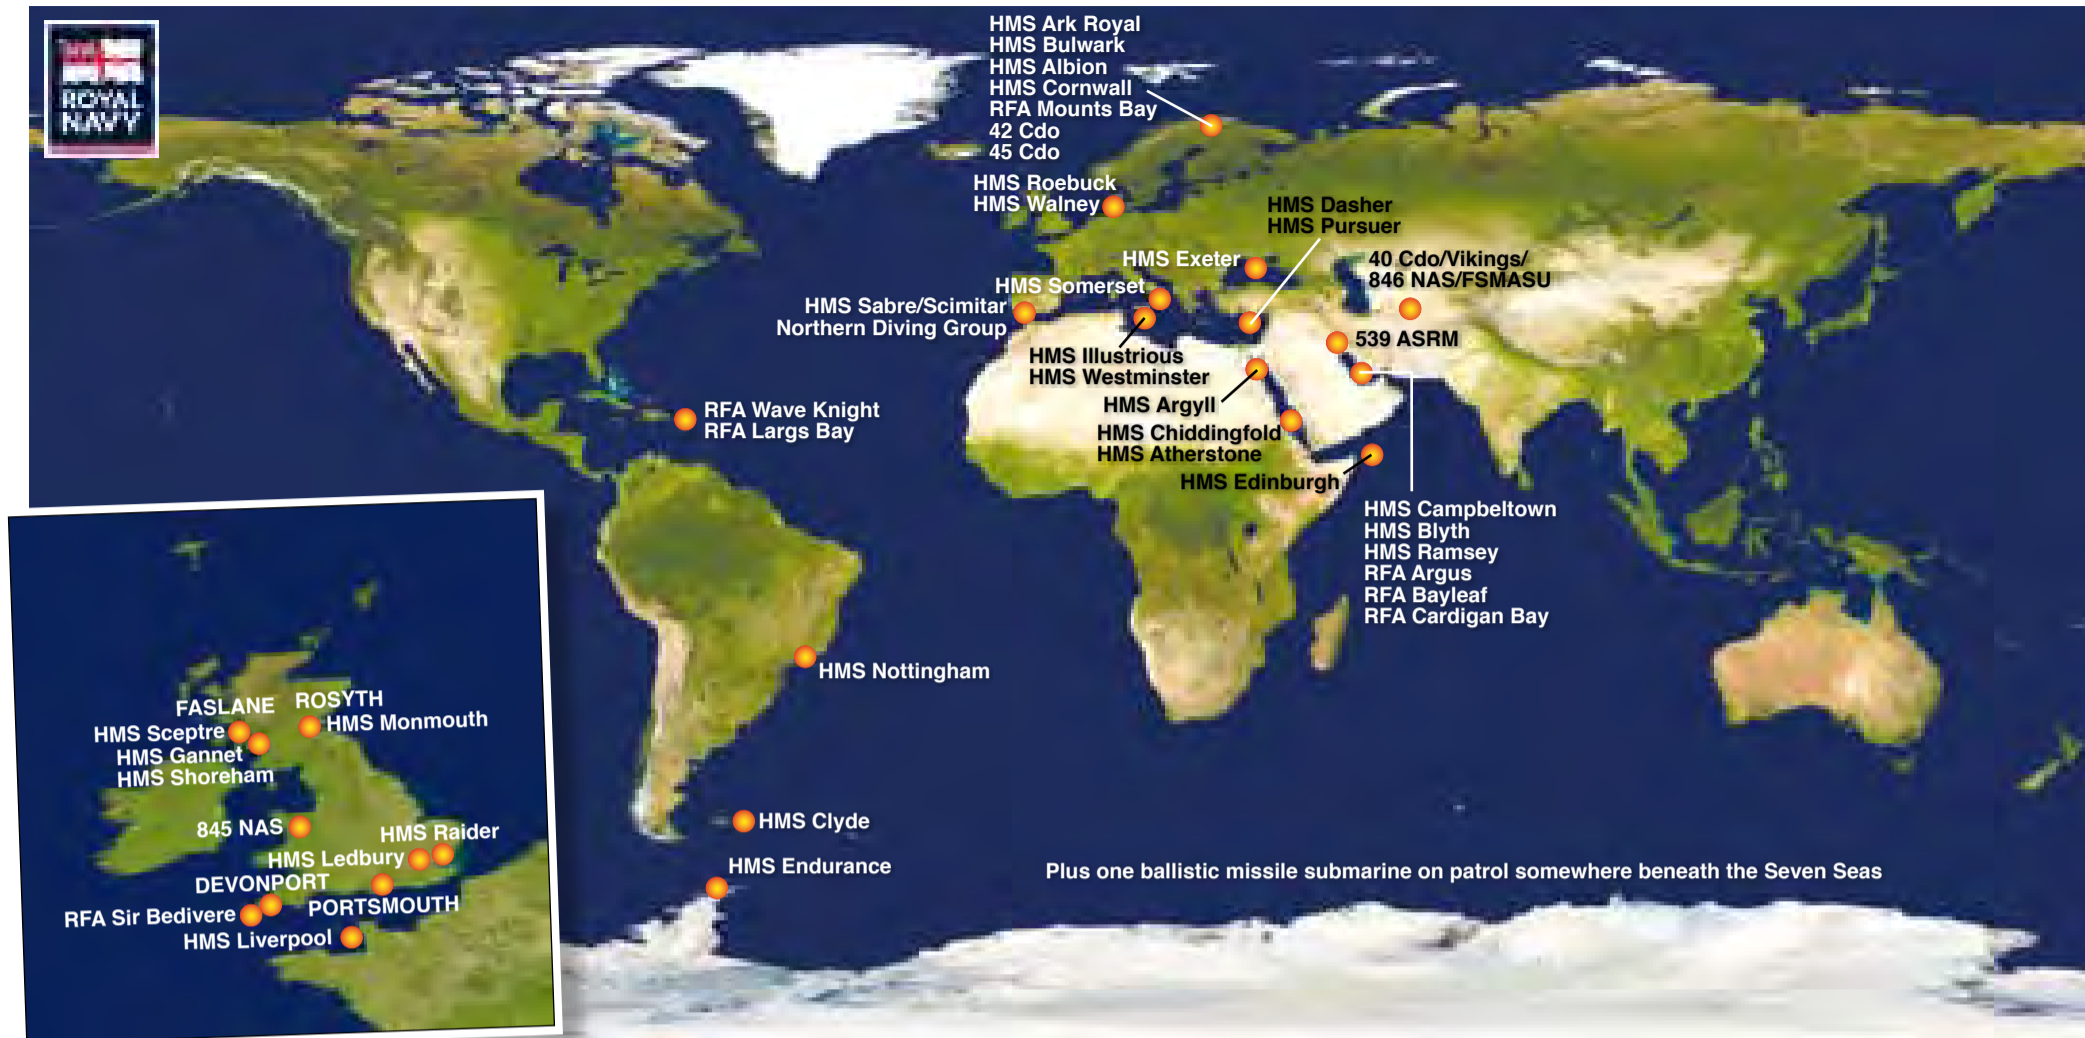 ROYAL
NAVY
HMS Ark Royal
HMS Bulwark
HMS Albion
HMS Cornwall
RFA Mounts Bay
42 Cdo
45 Cdo
HMS Roebuck
HMS Walney
HMS Dasher
HMS Pursuer
HMS Exeter
40 Cdo/Vikings/
846 NAS/FSMASU
HMS Somerset
HMS Sabre/Scimitar
Northern Diving Group
539 ASRM
HMS Illustrious
HMS Westminster
HMS Argyll
RFA Wave Knight
RFA Largs Bay
HMS Chiddingfold
HMS Atherstone
HMS Edinburgh
HMS Campbeltown
HMS Blyth
HMS Ramsey
RFA Argus
RFA Bayleaf
RFA Cardigan Bay
HMS Nottingham
HMS Clyde
HMS Endurance
Plus one ballistic missile submarine on patrol somewhere beneath the Seven Seas
FASLANE
ROSYTH
HMS Sceptre
HMS Monmouth
HMS Gannet
HMS Shoreham
845 NAS
HMS Raider
HMS Ledbury
DEVONPORT
PORTSMOUTH
RFA Sir Bedivere
HMS Liverpool